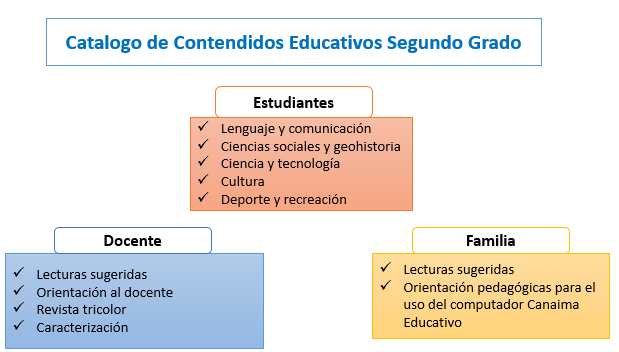 Catalogo de Contendidos Educativos Segundo Grado
Estudiantes
✓ Lenguaje y comunicación
✓ Ciencias sociales y geohistoria
✓ Ciencia y tecnología
✓ Cultura
✓ Deporte y recreación
Docente
✓ Lecturas sugeridas
✓ Orientación al docente
✓ Revista tricolor
✓ Caracterización
Familia
✓ Lecturas sugeridas
✓ Orientación pedagógicas para el
uso del computador Canaima
Educativo